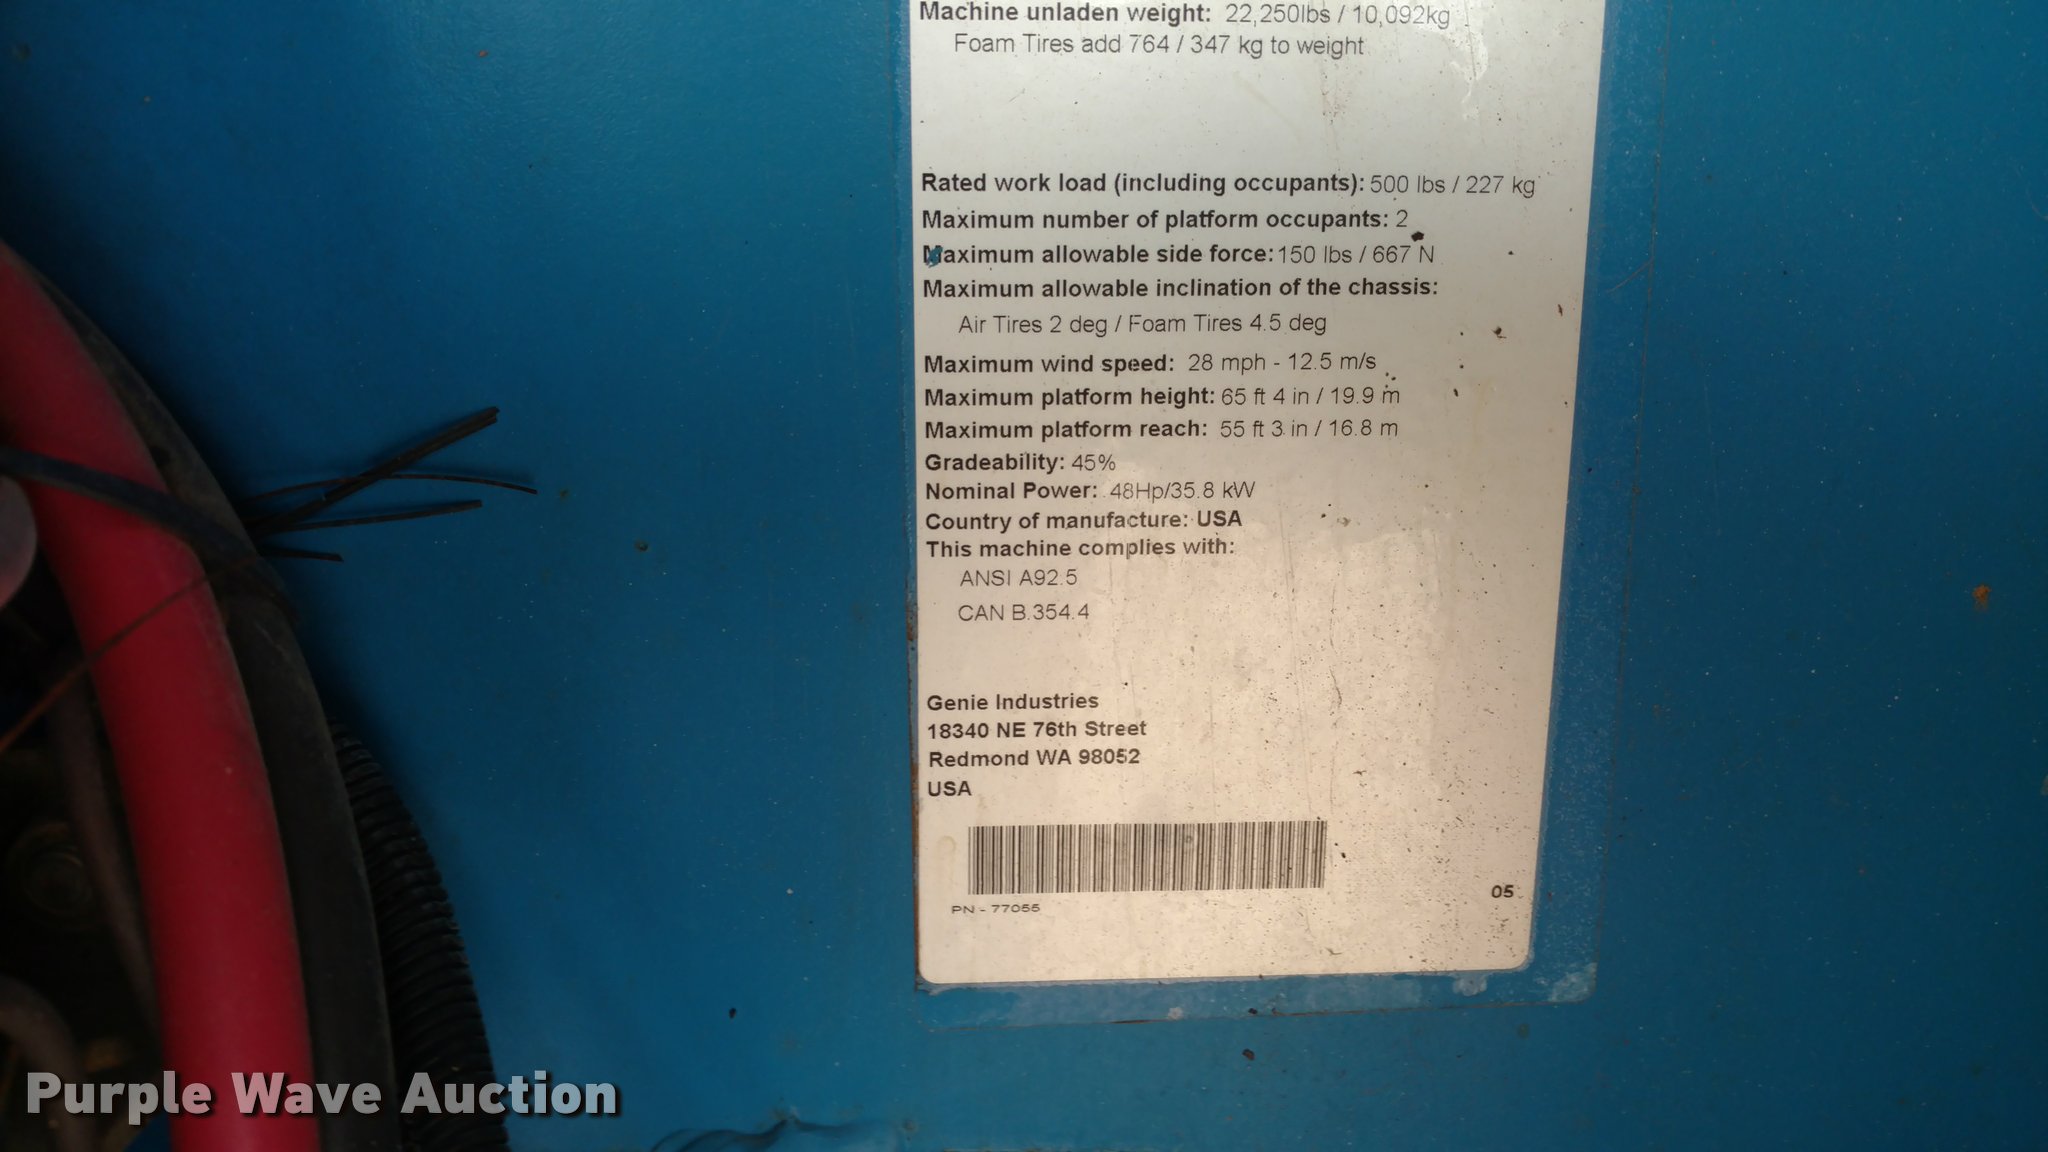 Machine unladen weight: 22,250lbs / 10,092kg
Foam Tires add 764 / 347 kg to weight
Rated work load (including occupants): 500 lbs / 227 kg
Maximum number of platform occupants: 2
Maximum allowable side force: 150 lbs / 667 N
Maximum allowable inclination of the chassis:
Air Tires 2 deg / Foam Tires 4.5 deg
Maximum wind speed: 28 mph - 12.5 m/s
Maximum platform height: 65 ft 4 in / 19.9 m
Maximum platform reach: 55 ft 3 in / 16.8 m
Gradeability: 45%
Nominal Power: 48Hp/35.8 kW
Country of manufacture: USA
This machine complies with:
ANSI A92.5
CAN B.354.4
Genie Industries
18340 NE 76th Street
Redmond WA 98052
USA
PN - 77055
05
Purple Wave Auction